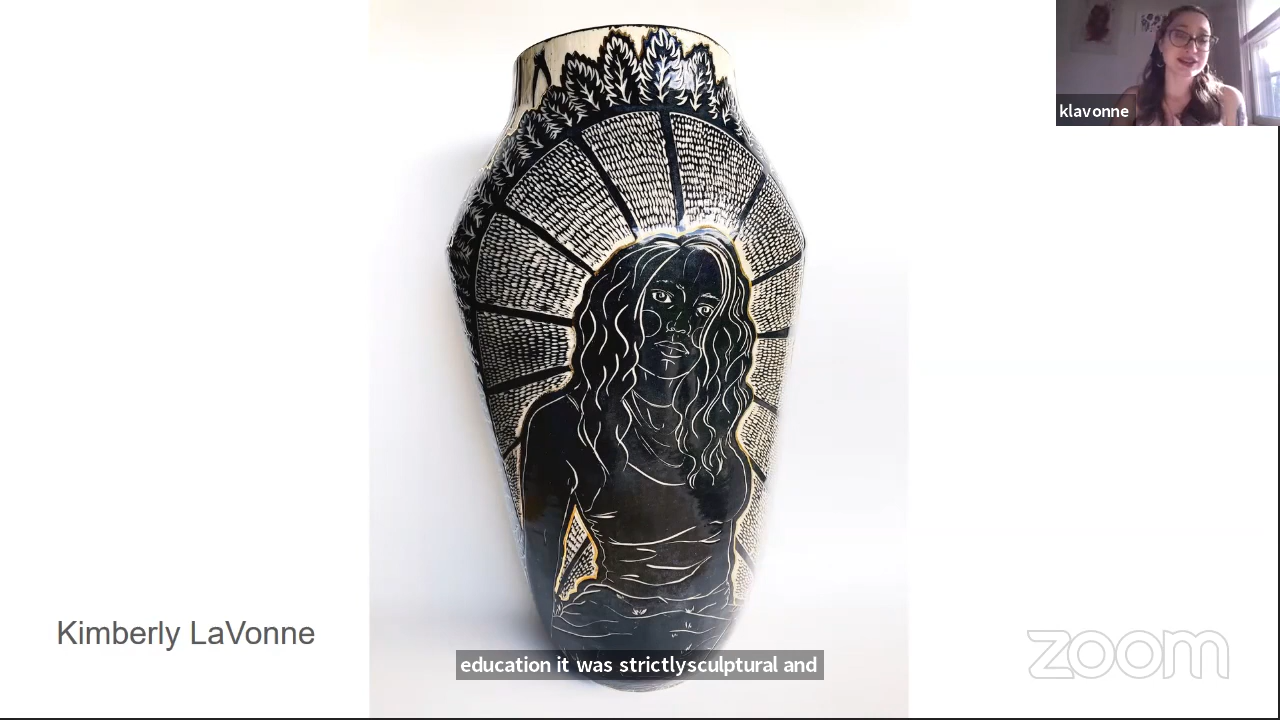 klavonne
Kimberly LaVonne
zoom
education it was strictlysculptural and